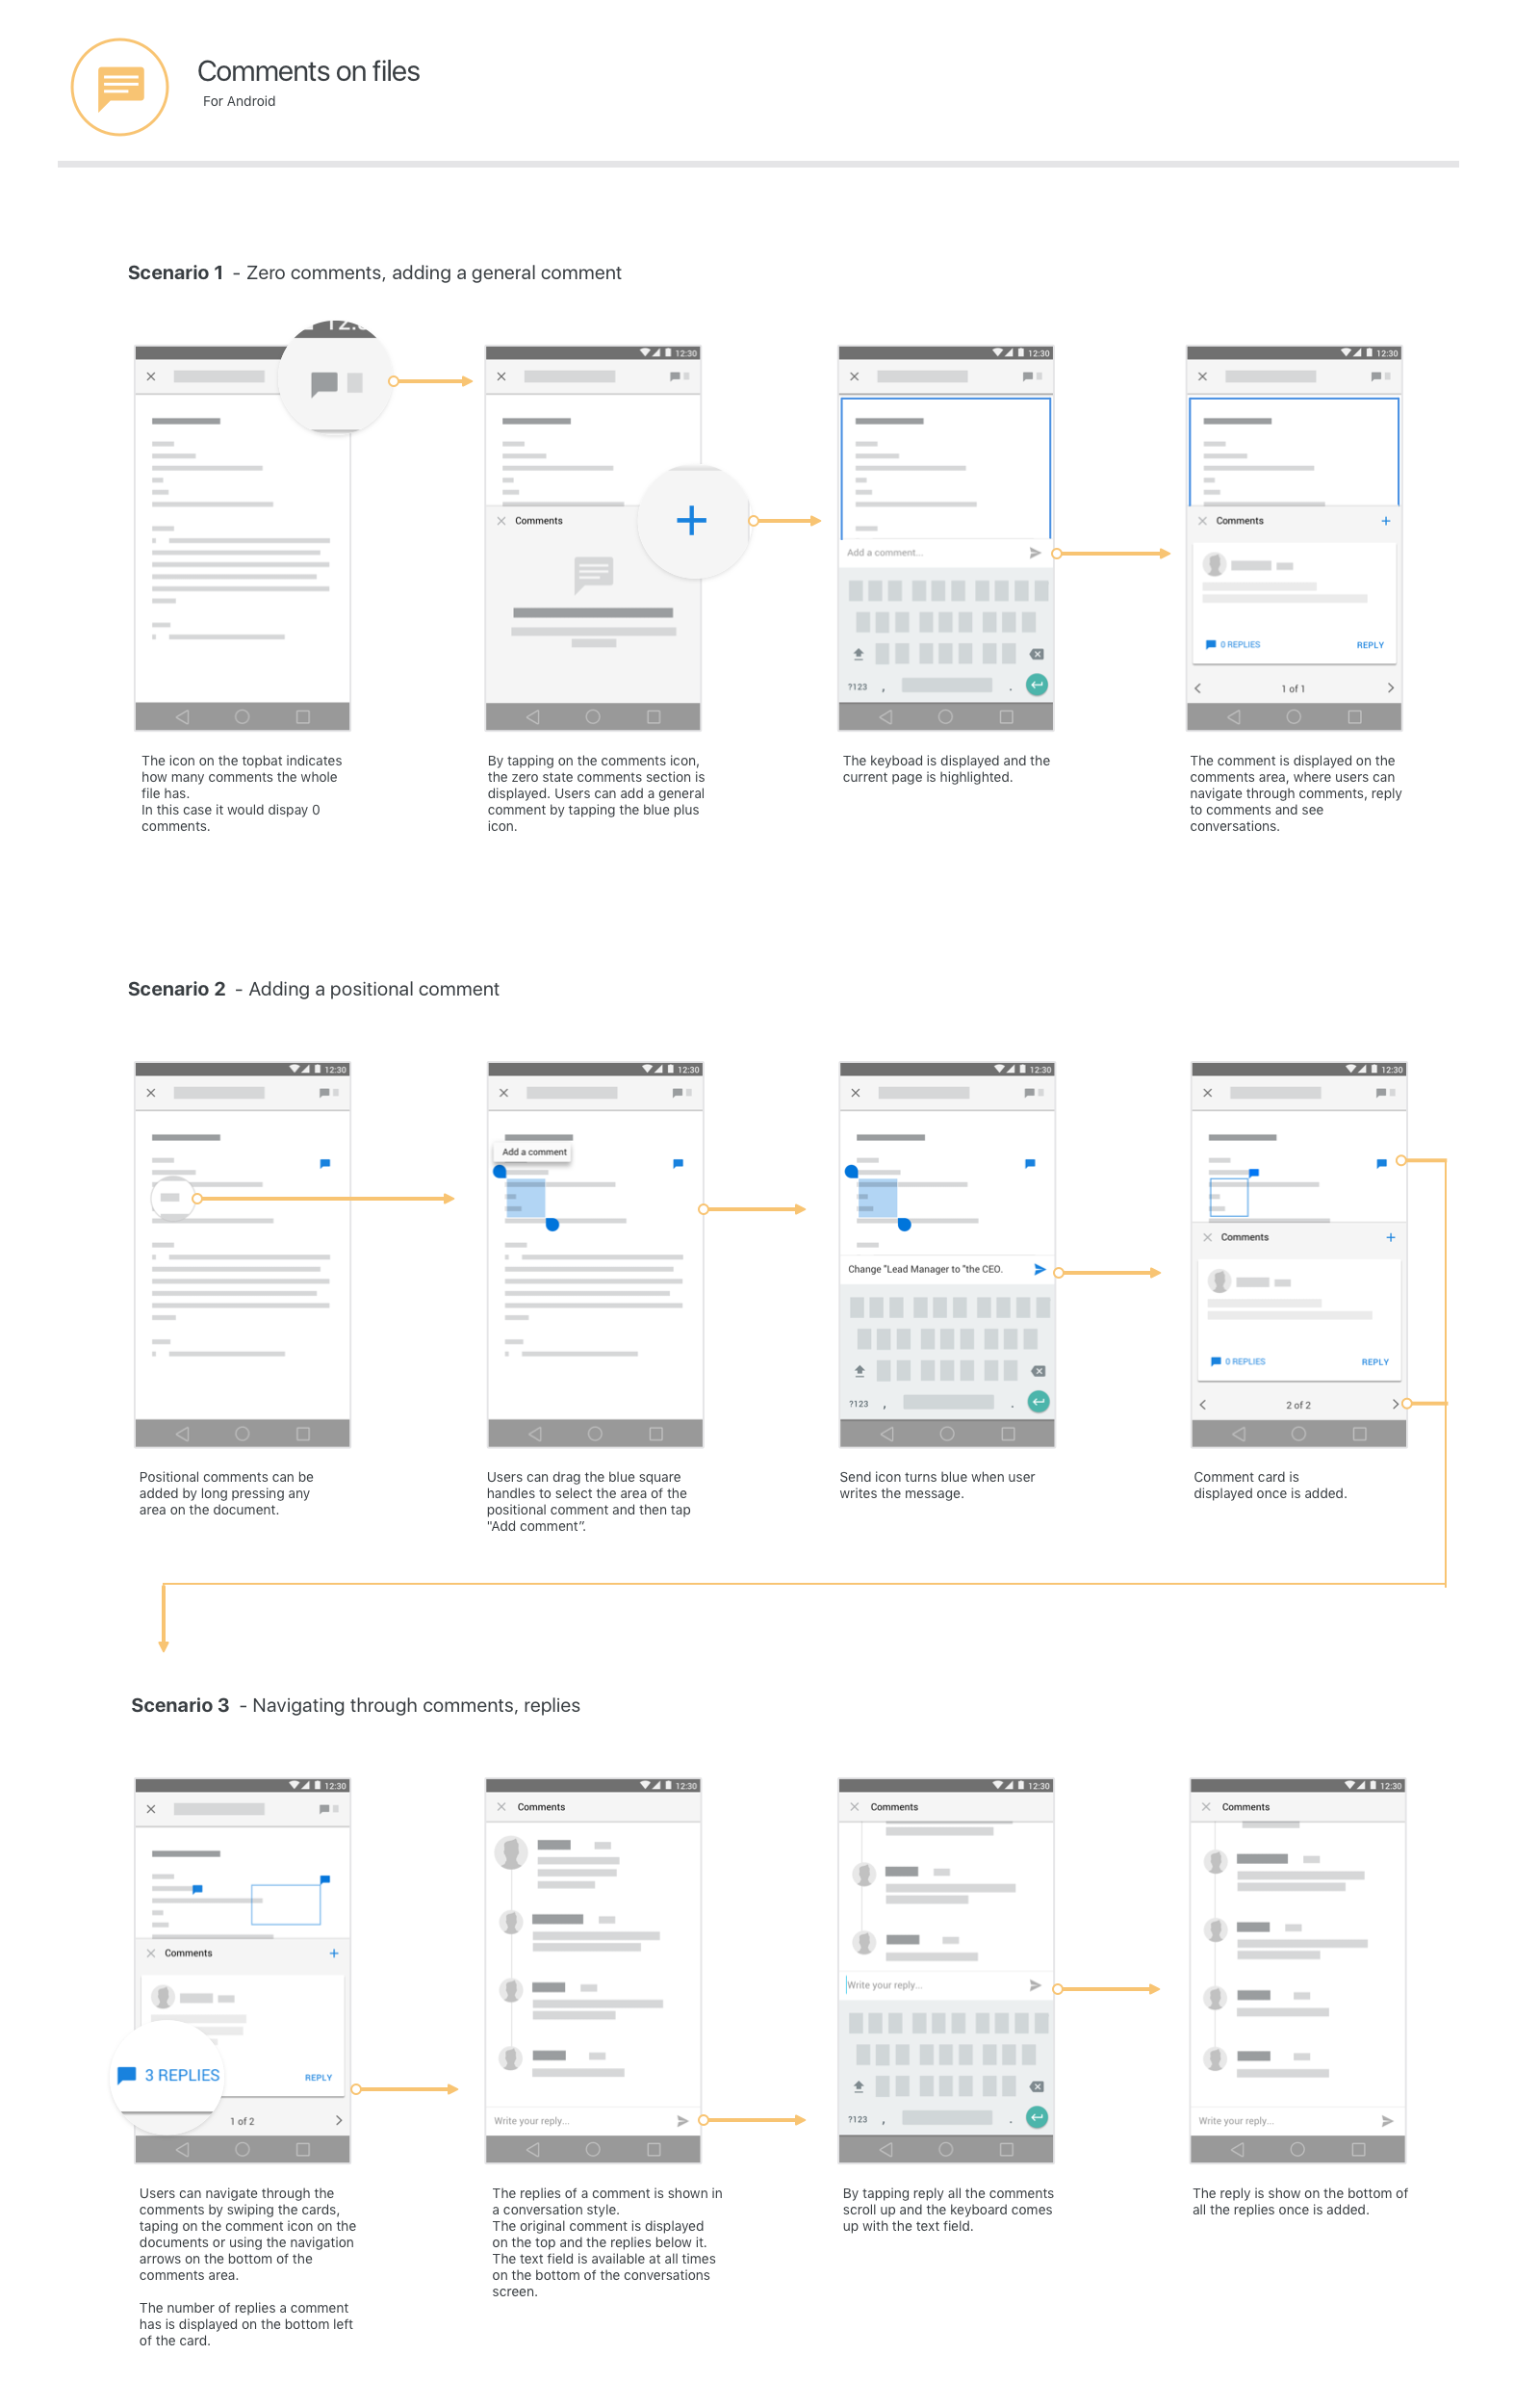 Comments on files
For Android
Scenario 1 - Zero comments, adding a general comment
12:30
12:30
12:30
Comments
Add a comment...
?123 , .
Comments
0 REPLIES REPLY
1 of 1
The icon on the topbat indicates
how many comments the whole
file has.
In this case it would dispay 0
comments.
By tapping on the comments icon,
the zero state comments section is
displayed. Users can add a general
comment by tapping the blue plus
icon.
The keyboad is displayed and the
current page is highlighted.
The comment is displayed on the
comments area, where users can
navigate through comments, reply
to comments and see
conversations.
Scenario 2 - Adding a positional comment
12:30
12:30
12:30
12:30
Add a comment
Change "Lead Manager to "the CEO.
?123 , .
Comments
0 REPLIES REPLY
2 of 2
Positional comments can be
added by long pressing any
area on the document.
Users can drag the blue square
handles to select the area of the
positional comment and then tap
"Add comment”.
Send icon turns blue when user
writes the message.
Comment card is
displayed once is added.
Scenario 3 - Navigating through comments, replies
12:30
Comments
3 REPLIES REPLY
1 of 2
12:30
Comments
Write your reply...
12:30
Comments
Write your reply...
?123 , .
12:30
Comments
Write your reply...
Users can navigate through the
comments by swiping the cards,
taping on the comment icon on the
documents or using the navigation
arrows on the bottom of the
comments area.
The number of replies a comment
has is displayed on the bottom left
of the card.
The replies of a comment is shown in
a conversation style.
The original comment is displayed
on the top and the replies below it.
The text field is available at all times
on the bottom of the conversations
screen.
By tapping reply all the comments
scroll up and the keyboard comes
up with the text field.
The reply is show on the bottom of
all the replies once is added.